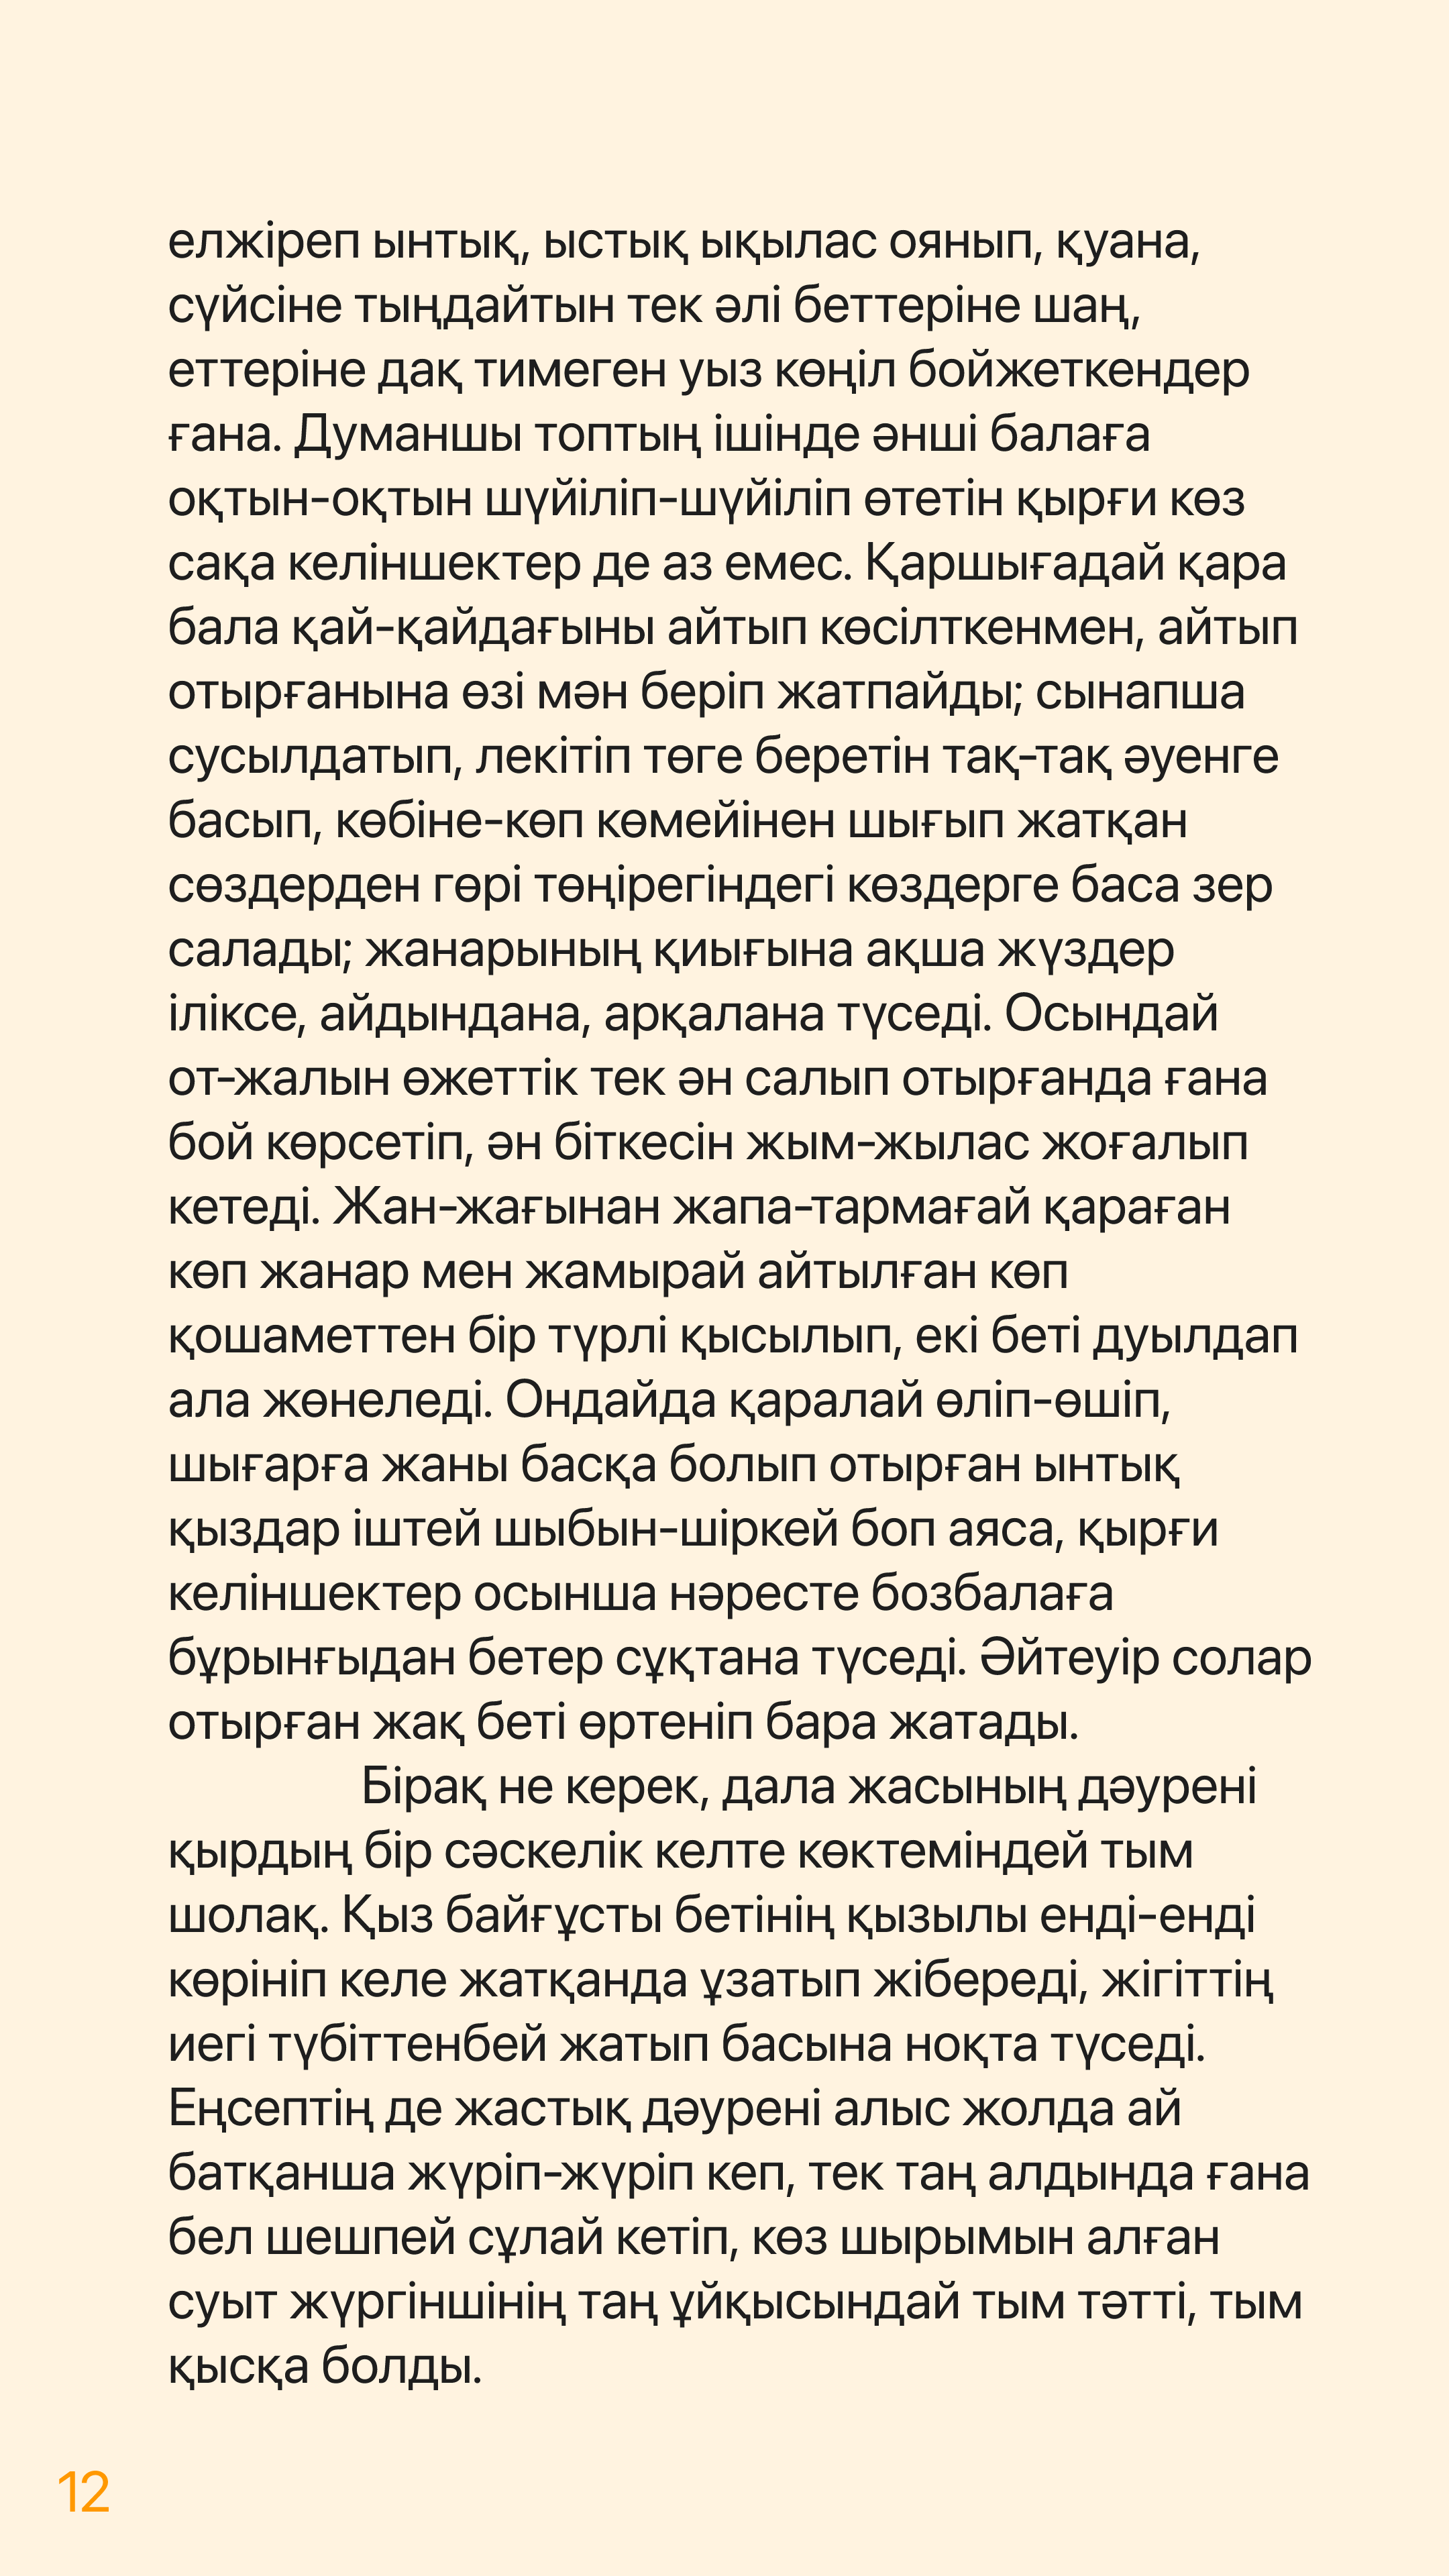 елжіреп ынтық, ыстық ықылас оянып, қуана,
сүйсіне тыңдайтын тек әлі беттеріне шаң,
еттеріне дақ тимеген уыз көңіл бойжеткендер
ғана. Думаншы топтың ішінде әнші балаға
оқтын-оқтын шүйіліп-шүйіліп өтетін қырғи көз
сақа келіншектер де аз емес. Қаршығадай қара
бала қай-қайдағыны айтып көсілткенмен, айтып
отырғанына өзі мән беріп жатпайды; сынапша
сусылдатып, лекітіп төге беретін тақ-тақ әуенге
басып, көбіне-көп көмейінен шығып жатқан
сөздерден гөрі төңірегіндегі көздерге баса зер
салады; жанарының қиығына ақша жүздер
іліксе, айдындана, арқалана түседі. Осындай
от-жалын өжеттік тек ән салып отырғанда ғана
бой көрсетіп, ән біткесін жым-жылас жоғалып
кетеді. Жан-жағынан жапа-тармағай қараған
көп жанар мен жамырай айтылған көп
қошаметтен бір түрлі қысылып, екі беті дуылдап
ала жөнеледі. Ондайда қаралай өліп-өшіп,
шығарға жаны басқа болып отырған ынтық
қыздар іштей шыбын-шіркей боп аяса, қырғи
келіншектер осынша нәресте бозбалаға
бұрынғыдан бетер сұқтана түседі. Әйтеуір солар
отырған жақ беті өртеніп бара жатады.
Бірақ не керек, дала жасының дәурені
қырдың бір сәскелік келте көктеміндей тым
шолақ. Қыз байғұсты бетінің қызылы енді-енді
көрініп келе жатқанда ұзатып жібереді, жігіттің
иегі түбіттенбей жатып басына ноқта түседі.
Еңсептің де жастық дәурені алыс жолда ай
батқанша жүріп-жүріп кеп, тек таң алдында ғана
бел шешпей сұлай кетіп, көз шырымын алған
суыт жүргіншінің таң ұйқысындай тым тәтті, тым
қысқа болды.
12